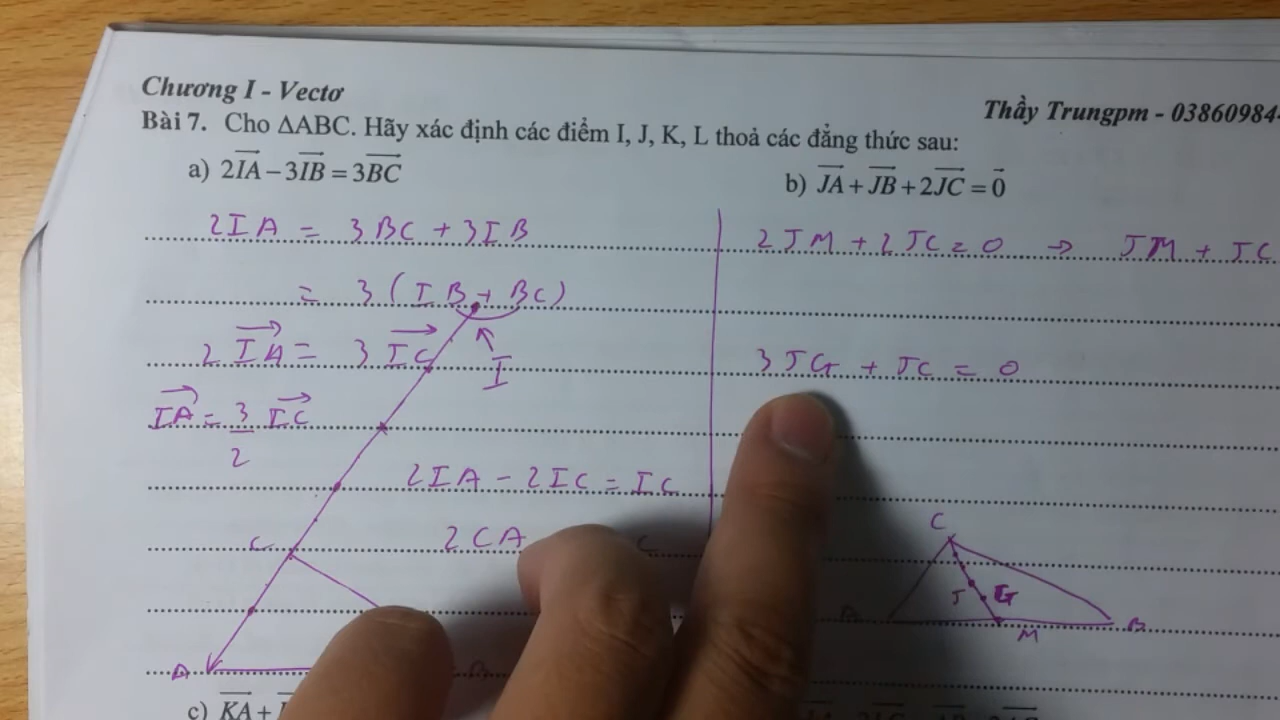 Chương I - Vectơ
Thầy Trungpm - 03860984
Bài 7. Cho ΔABC. Hãy xác định các điểm I, J, K, L thoả các đẳng thức sau:
a) 2IA − 3IB = 3BC
b) JA + JB + 2JC = 0
2IA = 3BC + 3IB
= 3(IB + BC)
2IA = 3IC
I
IA = 3/2 IC
2IA − 2IC = IC
2CA
C
A
B
2JM + 2JC = 0 → JM + JC
3JG + JC = 0
C
J G
A
M
B
c) KA +